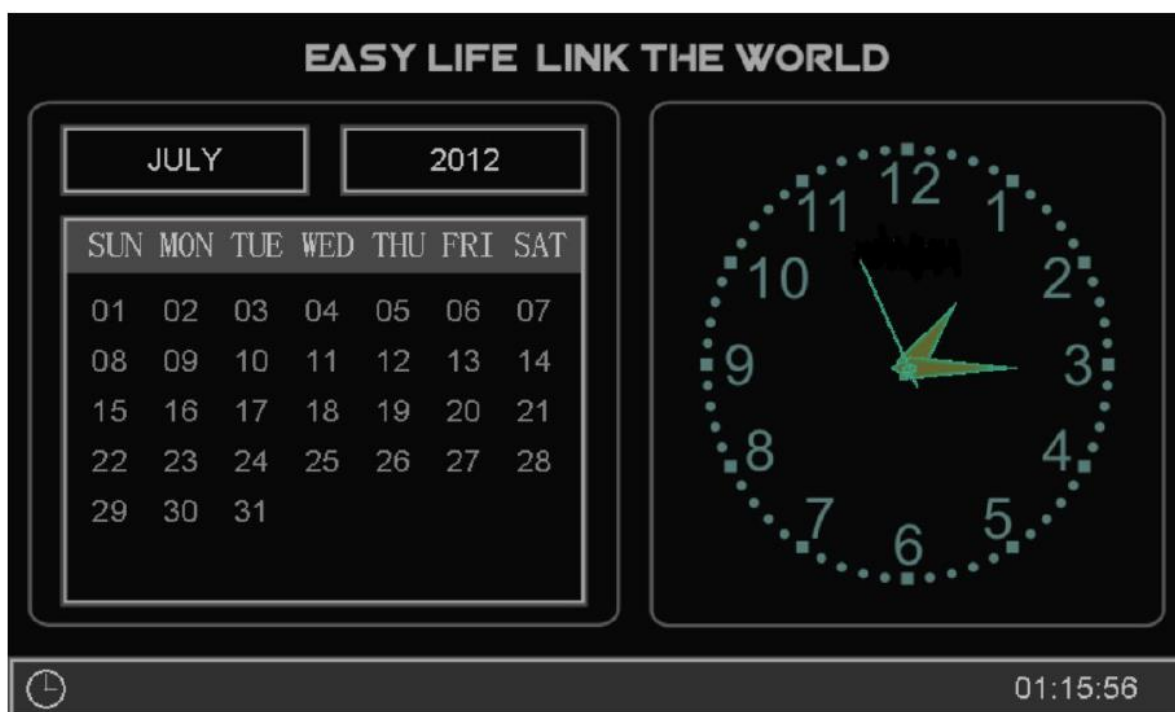 EASY LIFE LINK THE WORLD
JULY 2012
SUN MON TUE WED THU FRI SAT
01 02 03 04 05 06 07
08 09 10 11 12 13 14
15 16 17 18 19 20 21
22 23 24 25 26 27 28
29 30 31
12
11 1
10 2
9 3
8 4
7 5
6
01:15:56